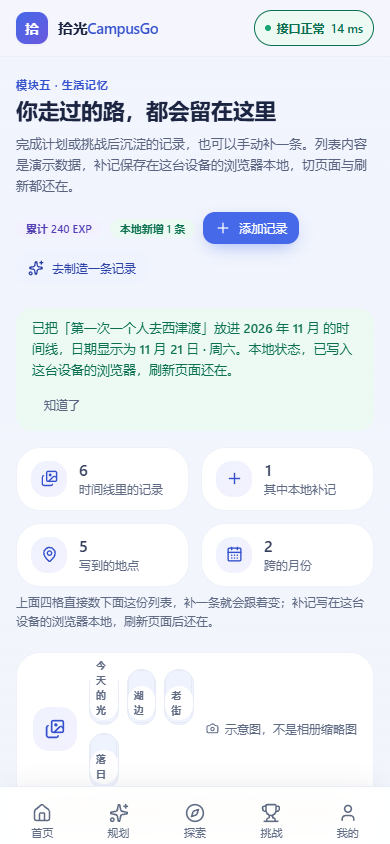 拾
拾光CampusGo
接口正常 14 ms
模块五 · 生活记忆
你走过的路，都会留在这里
完成计划或挑战后沉淀的记录，也可以手动补一条。列表内容
是演示数据，补记保存在这台设备的浏览器本地，切页面与刷
新都还在。
累计 240 EXP
本地新增 1 条
添加记录
去制造一条记录
已把「第一次一个人去西津渡」放进 2026 年 11 月 的时
间线，日期显示为 11 月 21 日 · 周六。本地状态，已写入
这台设备的浏览器，刷新页面还在。
知道了
6
时间线里的记录
1
其中本地补记
5
写到的地点
2
跨的月份
上面四格直接数下面这份列表，补一条就会跟着变；补记写在这台
设备的浏览器本地，刷新页面后还在。
今
天
的
光
湖
边
老
街
落
日
示意图，不是相册缩略图
首页
规划
探索
挑战
我的